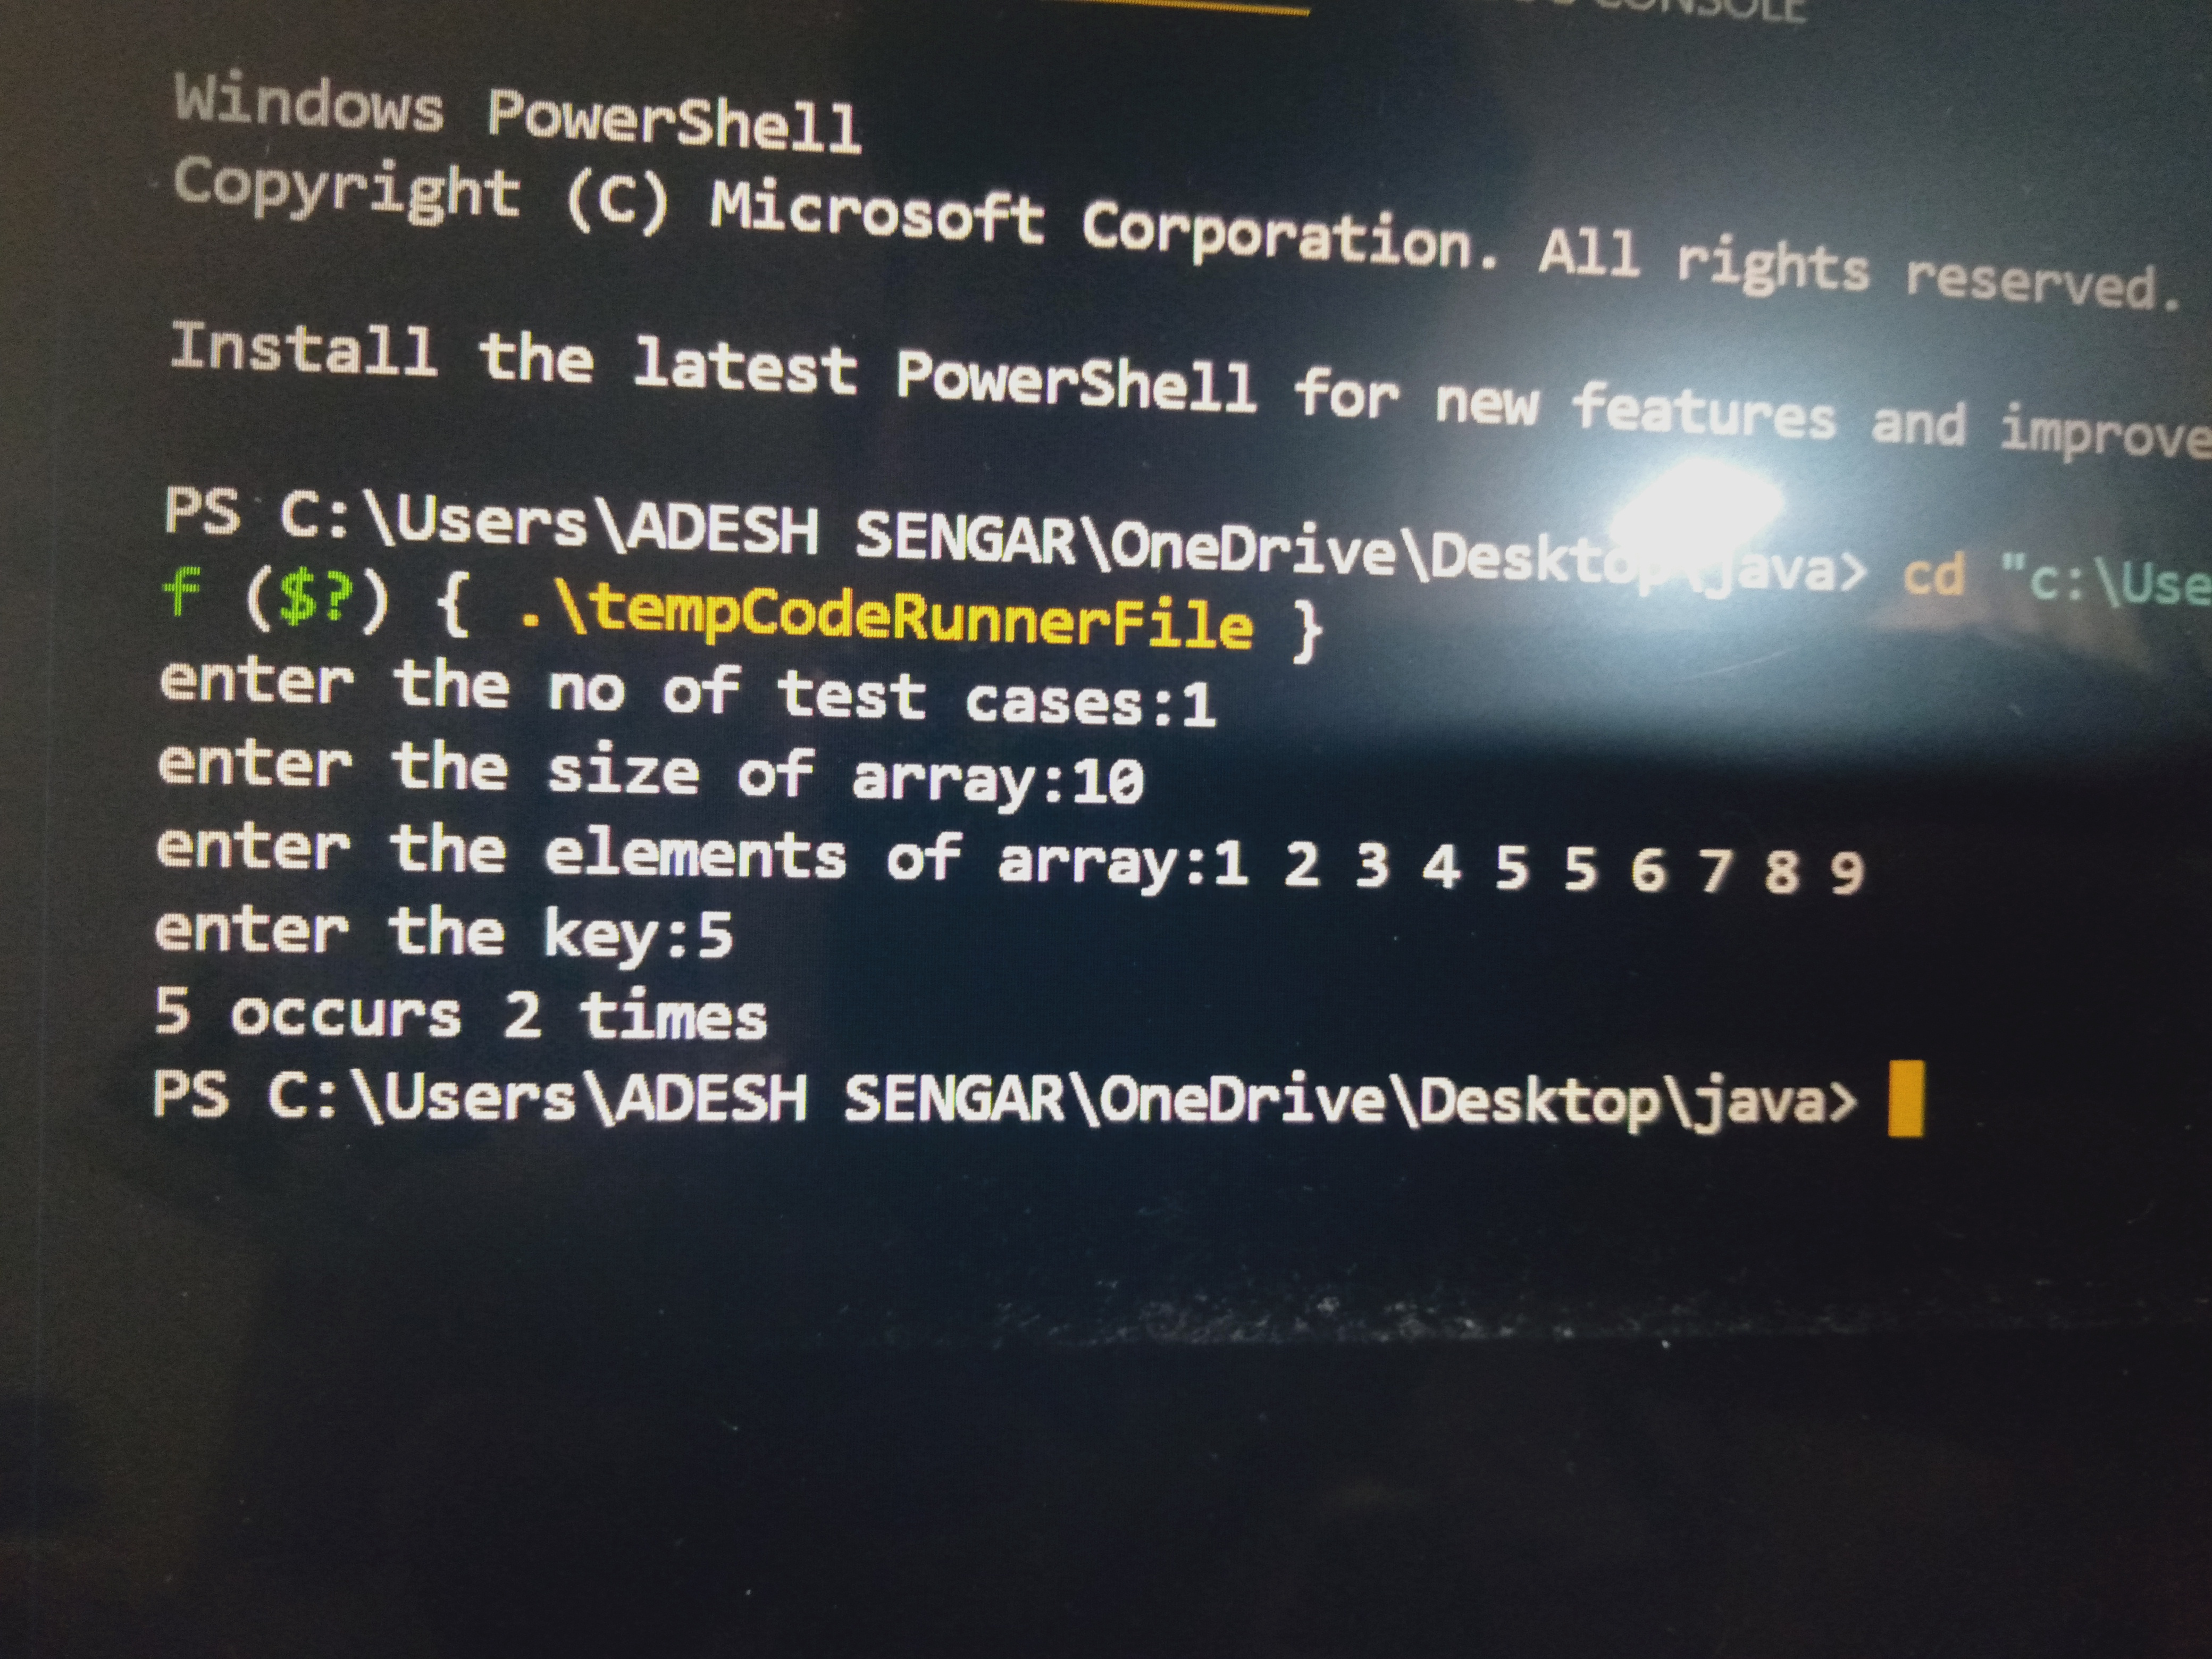 CONSOLE
Windows PowerShell
Copyright (C) Microsoft Corporation. All rights reserved.
Install the latest PowerShell for new features and improve
PS C:\Users\ADESH SENGAR\OneDrive\Desktop\java> cd "c:\Use
f ($?) { .\tempCodeRunnerFile }
enter the no of test cases:1
enter the size of array:10
enter the elements of array:1 2 3 4 5 5 6 7 8 9
enter the key:5
5 occurs 2 times
PS C:\Users\ADESH SENGAR\OneDrive\Desktop\java>